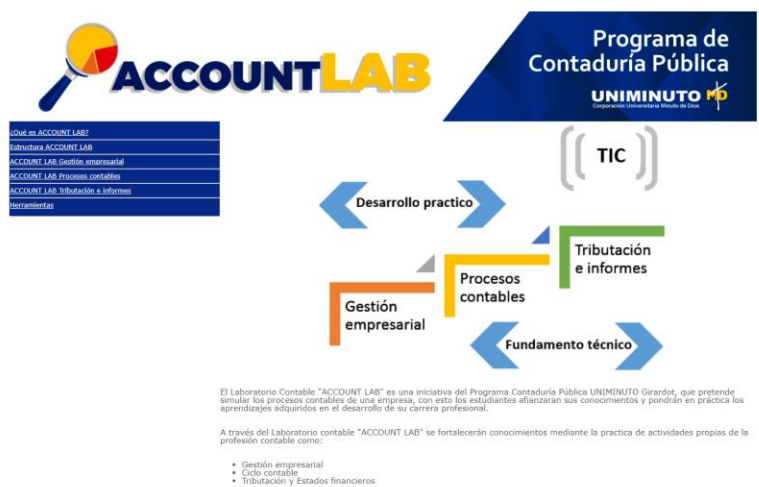 ACCOUNTLAB
Programa de
Contaduría Pública
UNIMINUTO MD
Corporación Universitaria Minuto de Dios
¿Qué es ACCOUNT LAB?
Estructura ACCOUNT LAB
ACCOUNT LAB Gestión empresarial
ACCOUNT LAB Procesos contables
ACCOUNT LAB Tributación e informes
Herramientas
TIC
Desarrollo practico
Tributación
e informes
Procesos
contables
Gestión
empresarial
Fundamento técnico
El Laboratorio Contable "ACCOUNT LAB" es una iniciativa del Programa Contaduría Pública UNIMINUTO Girardot, que pretende
simular los procesos contables de una empresa, con esto los estudiantes afianzaran sus conocimientos y pondrán en práctica los
aprendizajes adquiridos en el desarrollo de su carrera profesional.
A través del Laboratorio contable "ACCOUNT LAB" se fortalecerán conocimientos mediante la practica de actividades propias de la
profesión contable como:
• Gestión empresarial
• Ciclo contable
• Tributación y Estados financieros